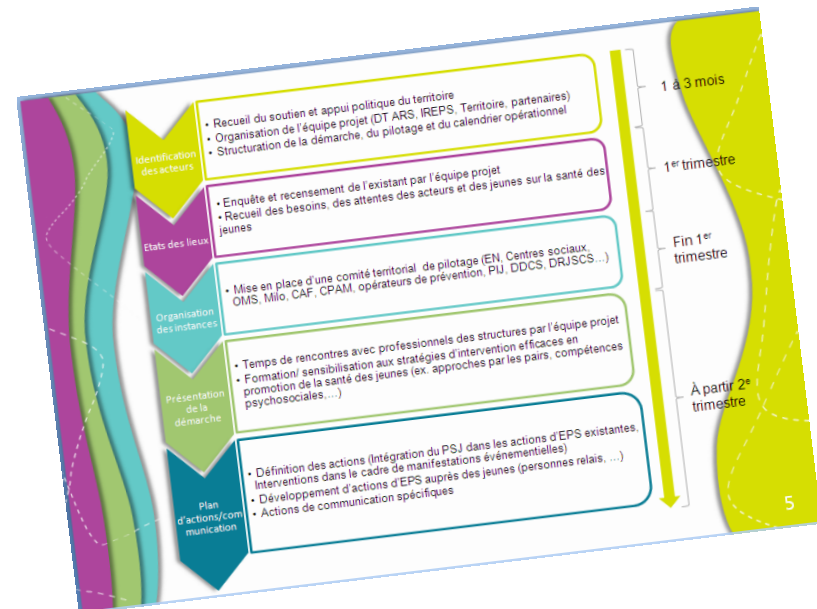 Identification
des acteurs
• Recueil du soutien et appui politique du territoire
• Organisation de l'équipe projet (DT ARS, IREPS, Territoire, partenaires)
• Structuration de la démarche, du pilotage et du calendrier opérationnel
1 à 3 mois
Etats des lieux
• Enquête et recensement de l'existant par l'équipe projet
• Recueil des besoins, des attentes des acteurs et des jeunes sur la santé des
jeunes
1er trimestre
Organisation
des instances
• Mise en place d'une comité territorial de pilotage (EN, Centres sociaux,
OMS, Milo, CAF, CPAM, opérateurs de prévention, PIJ, DDCS, DRJSCS…)
Fin 1er
trimestre
Présentation
de la
démarche
• Temps de rencontres avec professionnels des structures par l'équipe projet
• Formation/ sensibilisation aux stratégies d'intervention efficaces en
promotion de la santé des jeunes (ex. approches par les pairs, compétences
psychosociales,…)
À partir 2e
trimestre
Plan
d'actions/com
munication
• Définition des actions (Intégration du PSJ dans les actions d'EPS existantes,
Interventions dans le cadre de manifestations événementielles)
• Développement d'actions d'EPS auprès des jeunes (personnes relais, …)
• Actions de communication spécifiques
5